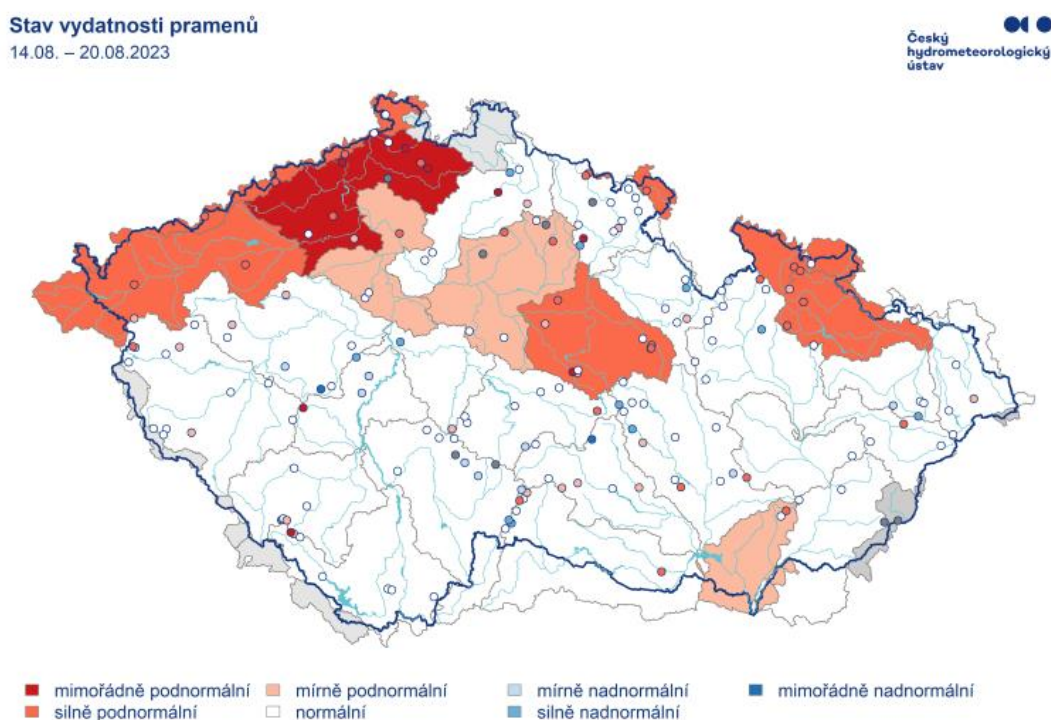 Stav vydatnosti pramenů
14.08. – 20.08.2023
Český
hydrometeorologický
ústav
mimořádně podnormální
mírně podnormální
mírně nadnormální
mimořádně nadnormální
silně podnormální
normální
silně nadnormální